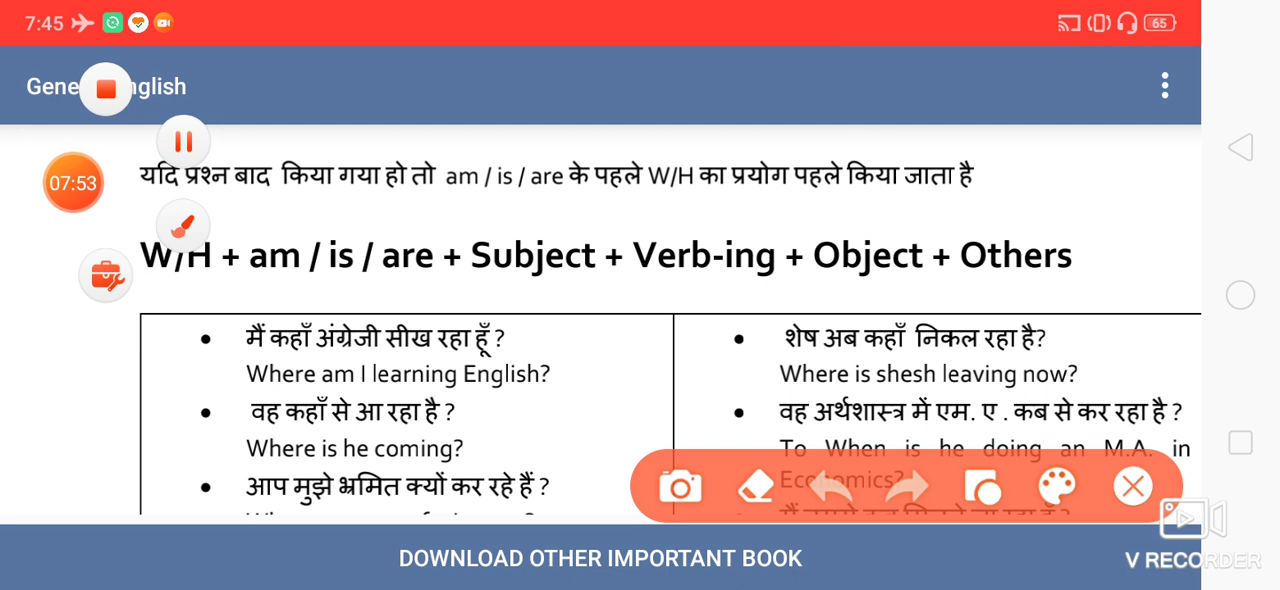 7:45
65
Gene nglish
07:53
यदि प्रश्न बाद किया गया हो तो am / is / are के पहले W/H का प्रयोग पहले किया जाता है
W/H + am / is / are + Subject + Verb-ing + Object + Others
• मैं कहाँ अंग्रेजी सीख रहा हूँ ?
Where am I learning English?
• वह कहाँ से आ रहा है ?
Where is he coming?
• आप मुझे भ्रमित क्यों कर रहे हैं ?
• शेष अब कहाँ निकल रहा है?
Where is shesh leaving now?
• वह अर्थशास्त्र में एम. ए . कब से कर रहा है ?
To When is he doing an M.A. in
Economics?
DOWNLOAD OTHER IMPORTANT BOOK
V RECORDER